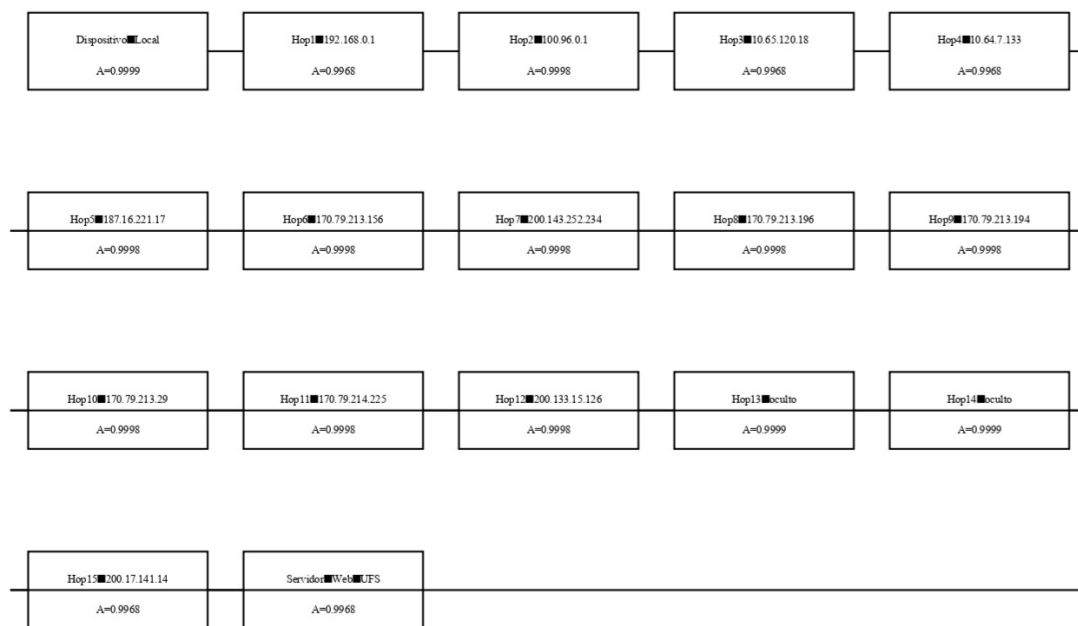 Dispositivo■Local
A=0.9999
Hop1■192.168.0.1
A=0.9968
Hop2■100.96.0.1
A=0.9998
Hop3■10.65.120.18
A=0.9968
Hop4■10.64.7.133
A=0.9968
Hop5■187.16.221.17
A=0.9998
Hop6■170.79.213.156
A=0.9998
Hop7■200.143.252.234
A=0.9998
Hop8■170.79.213.196
A=0.9998
Hop9■170.79.213.194
A=0.9998
Hop10■170.79.213.29
A=0.9998
Hop11■170.79.214.225
A=0.9998
Hop12■200.133.15.126
A=0.9998
Hop13■oculto
A=0.9999
Hop14■oculto
A=0.9999
Hop15■200.17.141.14
A=0.9968
Servidor■Web■UFS
A=0.9968